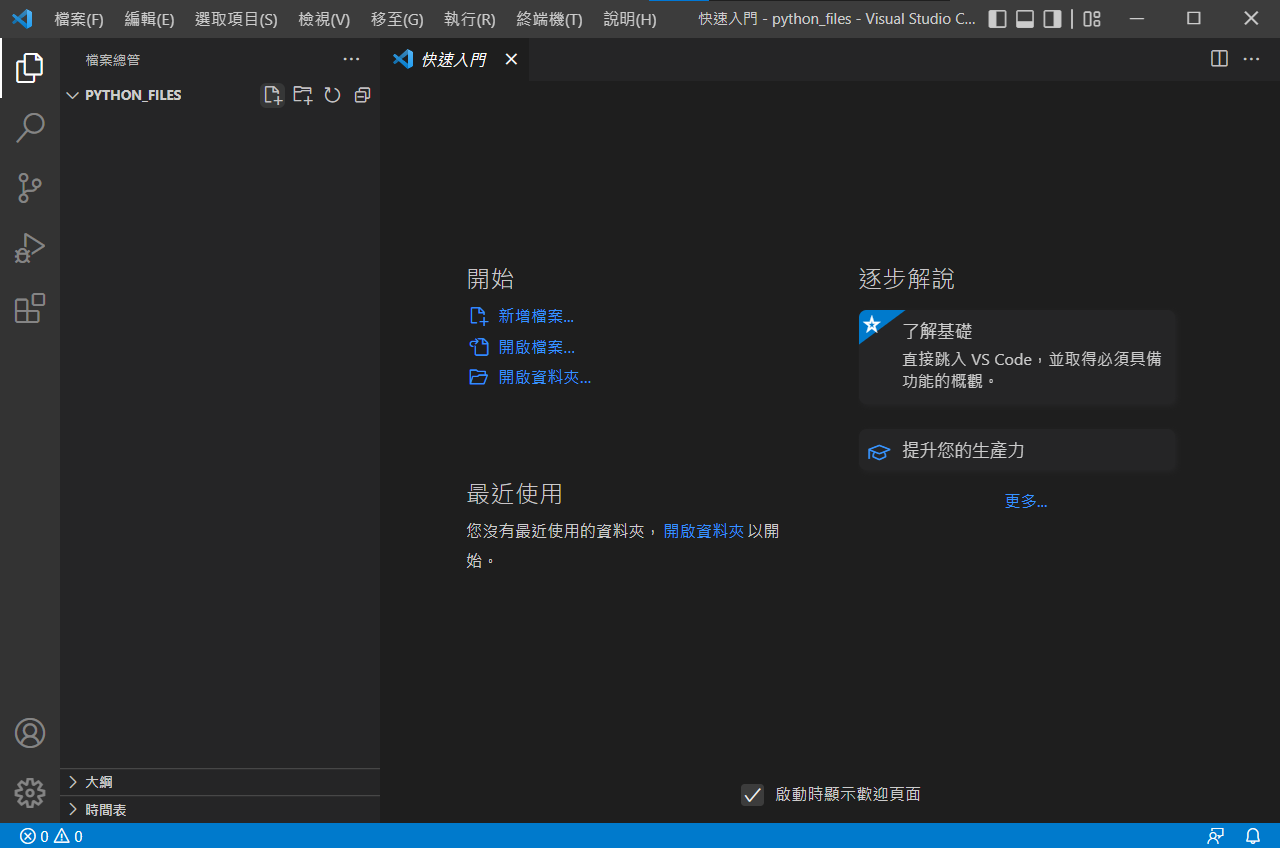 檔案(F) 編輯(E) 選取項目(S) 檢視(V) 移至(G) 執行(R) 終端機(T) 說明(H) 快速入門 - python_files - Visual Studio C...
檔案總管
快速入門
PYTHON_FILES
開始
新增檔案...
開啟檔案...
開啟資料夾...
最近使用
您沒有最近使用的資料夾，開啟資料夾以開
始。
逐步解說
了解基礎
直接跳入 VS Code，並取得必須具備
功能的概觀。
提升您的生產力
更多...
啟動時顯示歡迎頁面
大綱
時間表
0 0